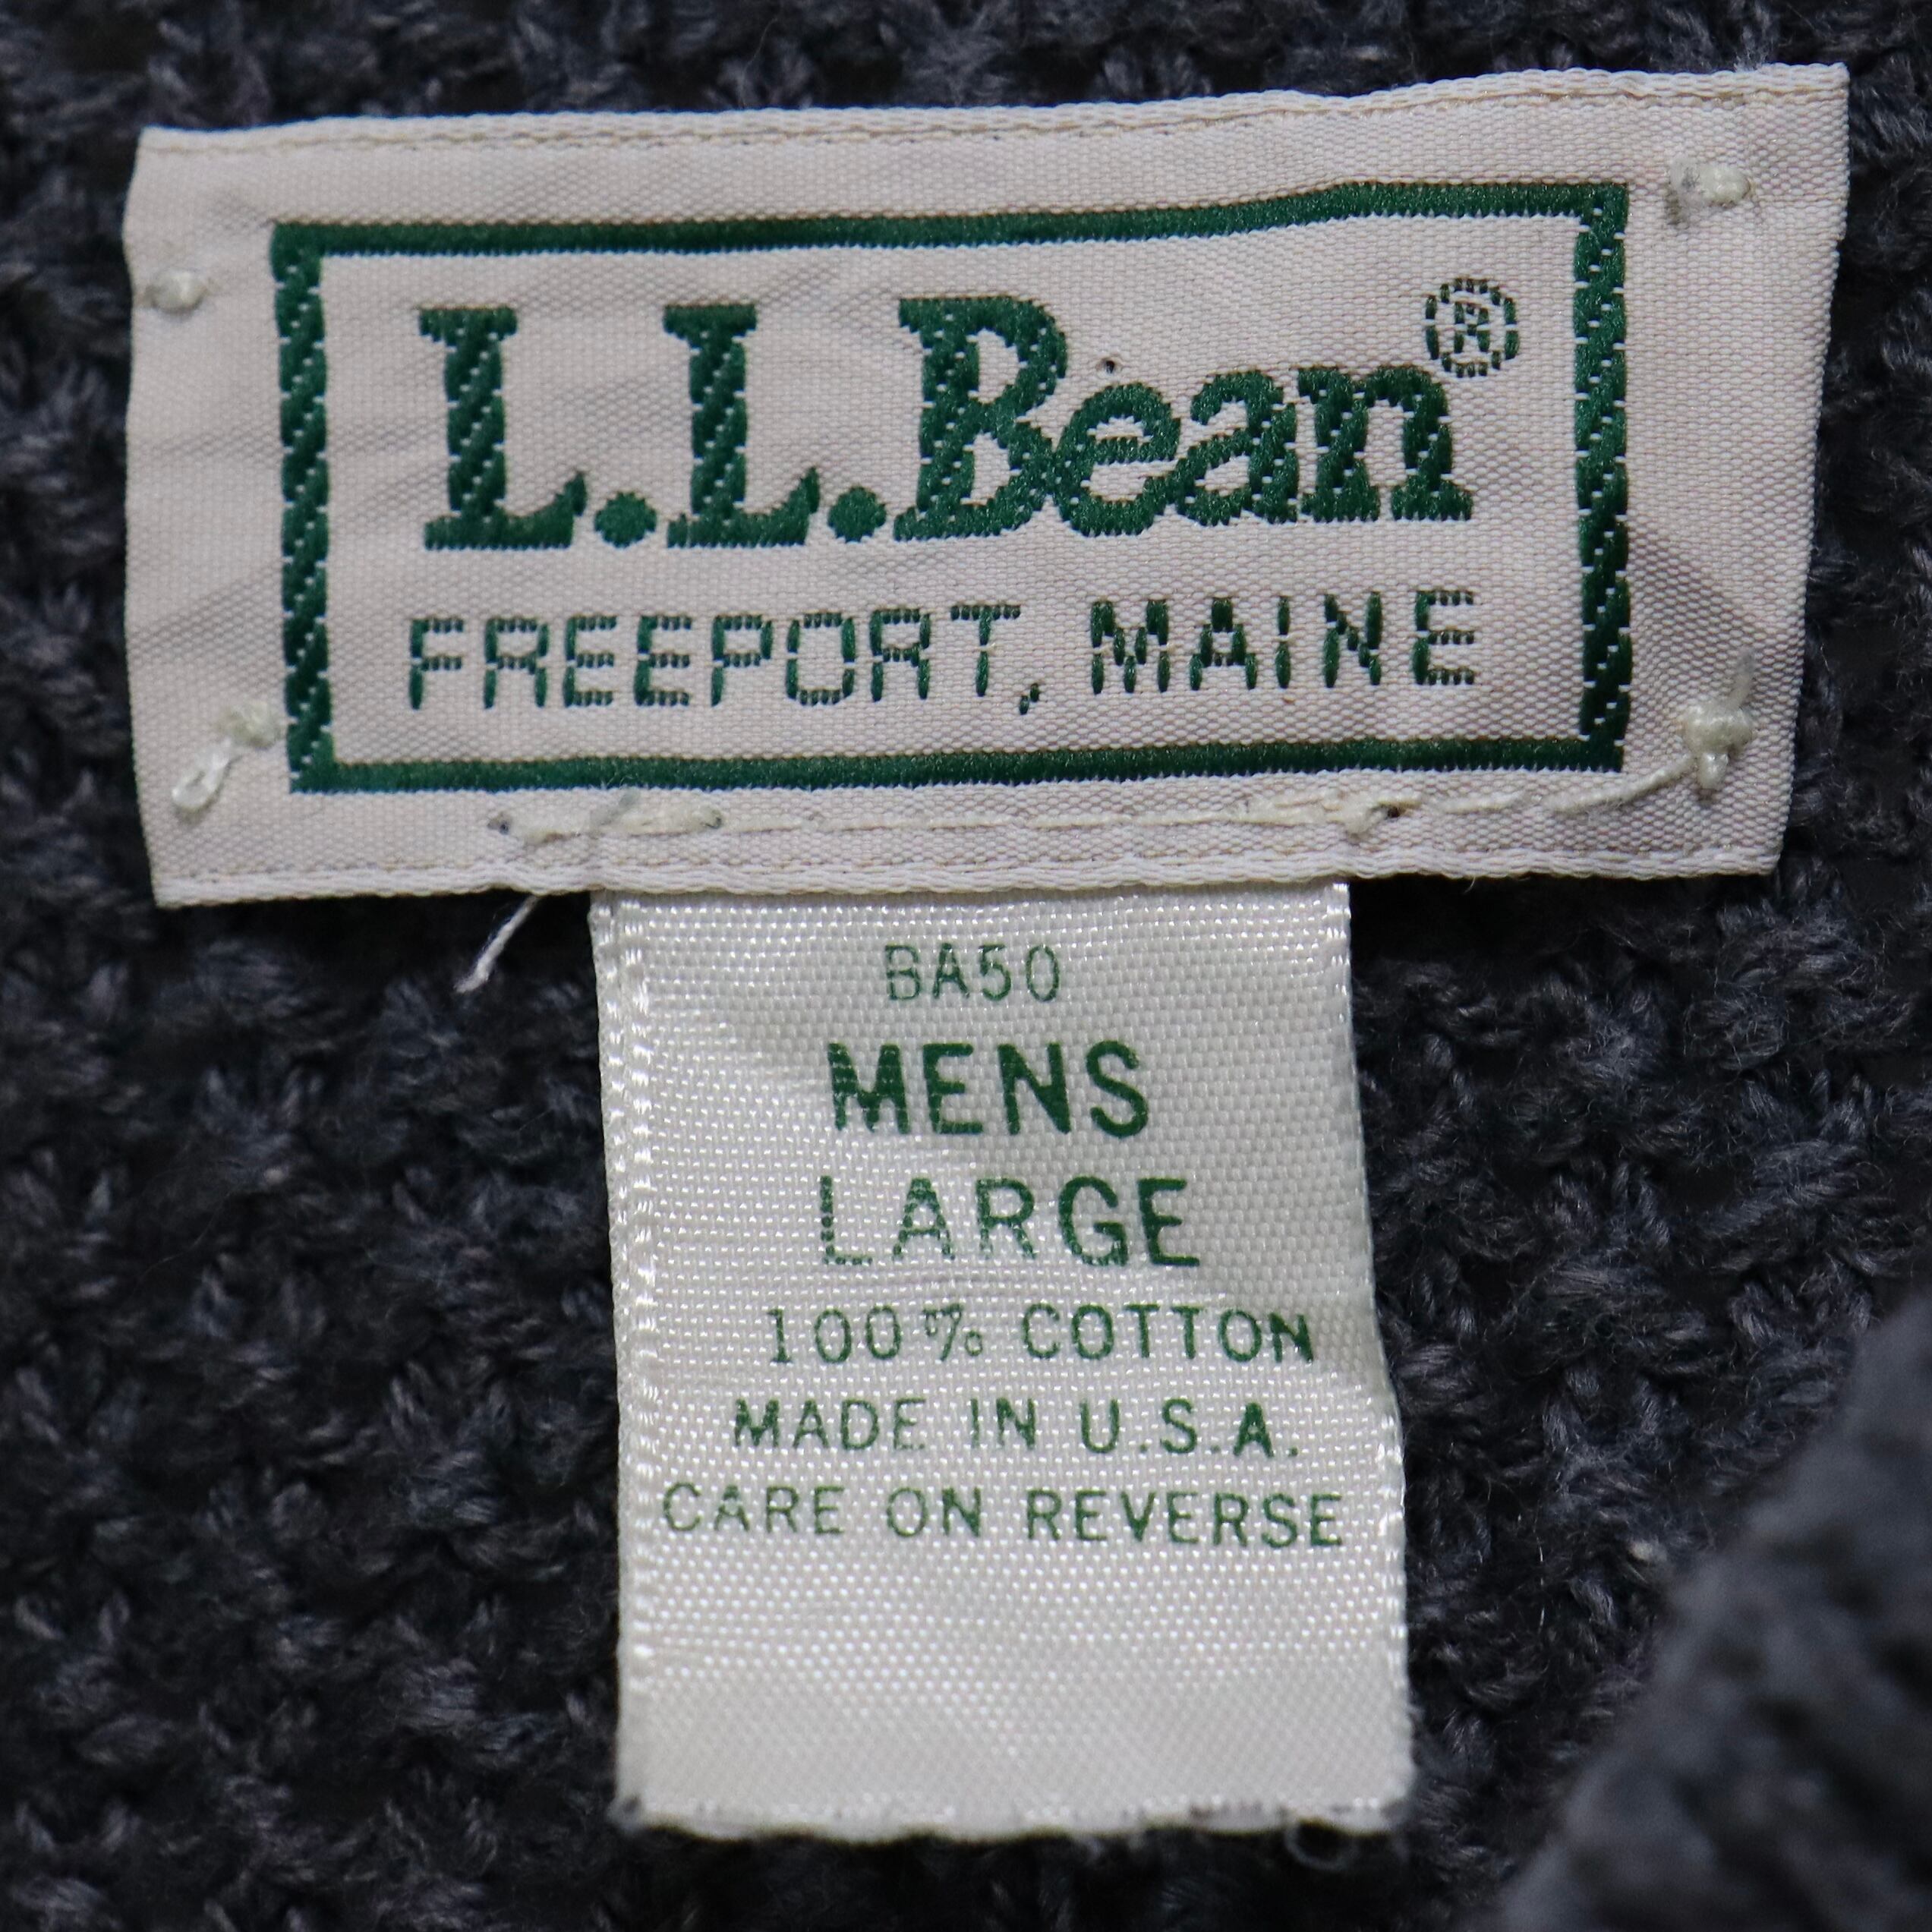 L.L.Bean®
FREEPORT, MAINE
BA50
MENS
LARGE
100% COTTON
MADE IN U.S.A.
CARE ON REVERSE